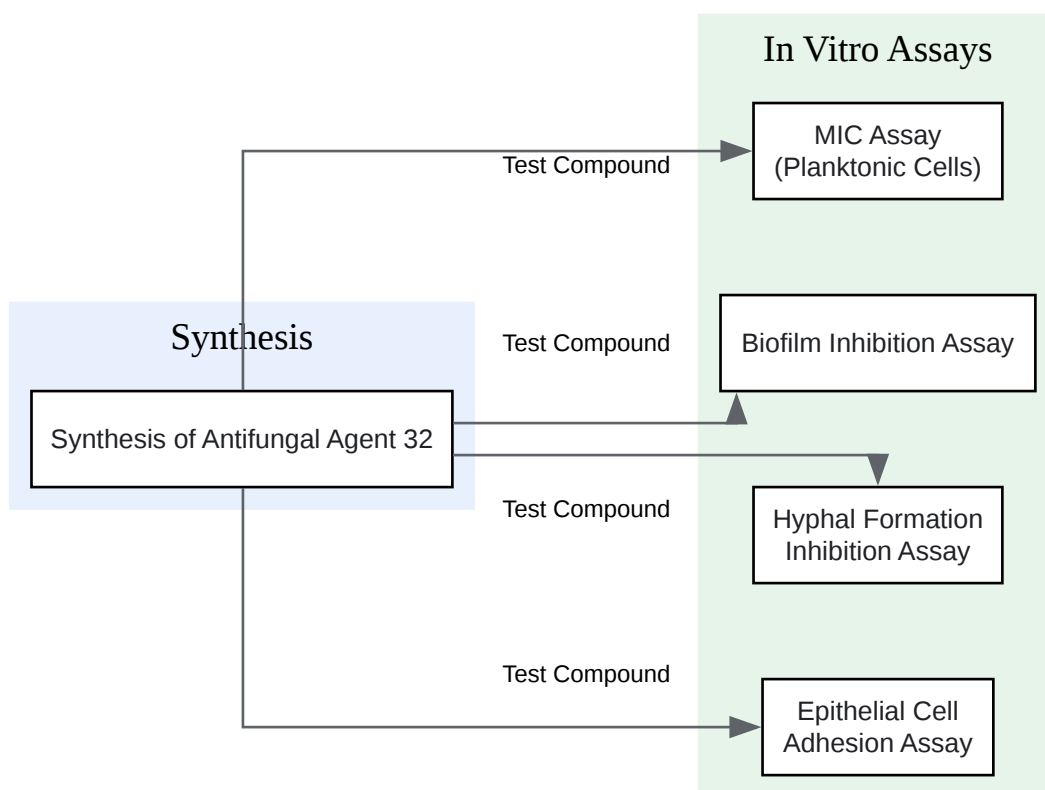 In Vitro Assays
MIC Assay
(Planktonic Cells)
Test Compound
Synthesis
Test Compound
Biofilm Inhibition Assay
Synthesis of Antifungal Agent 32
Test Compound
Hyphal Formation
Inhibition Assay
Test Compound
Epithelial Cell
Adhesion Assay